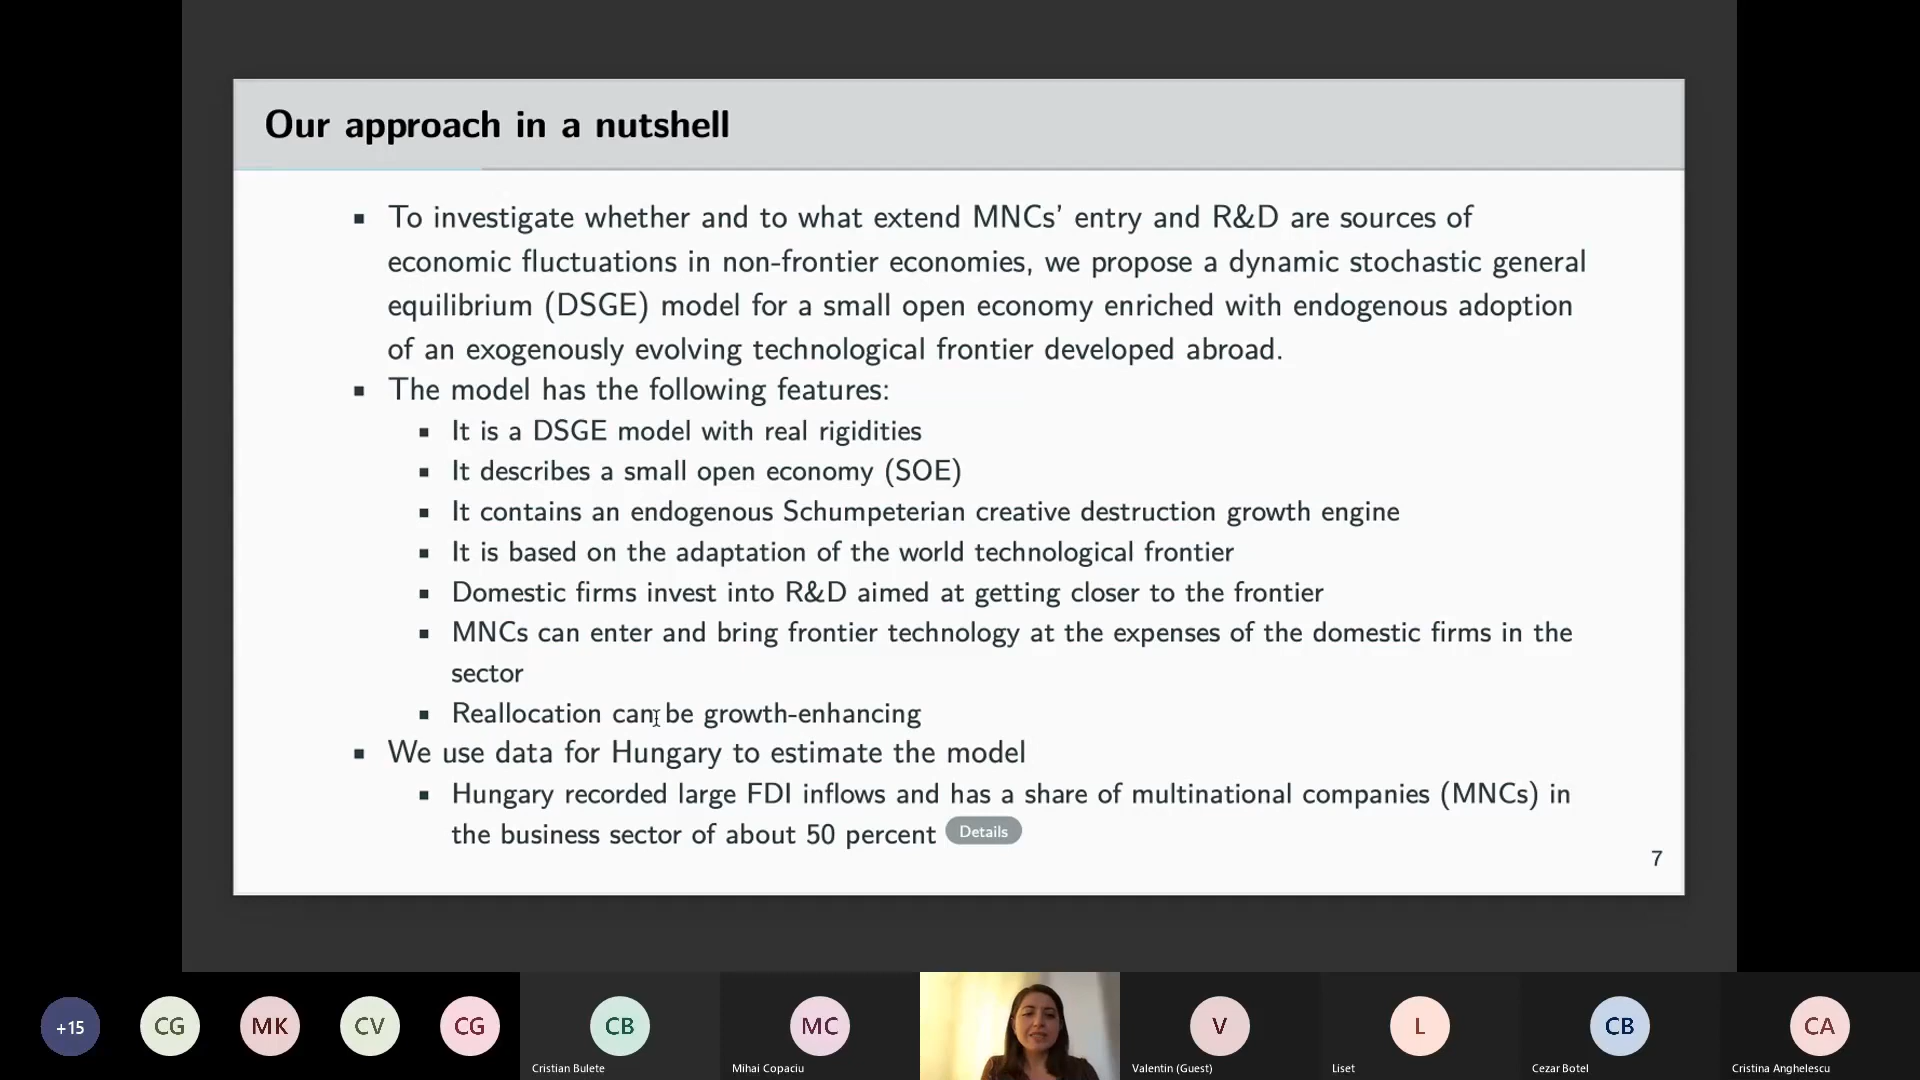 Our approach in a nutshell
To investigate whether and to what extend MNCs' entry and R&D are sources of
economic fluctuations in non-frontier economies, we propose a dynamic stochastic general
equilibrium (DSGE) model for a small open economy enriched with endogenous adoption
of an exogenously evolving technological frontier developed abroad.
The model has the following features:
It is a DSGE model with real rigidities
It describes a small open economy (SOE)
It contains an endogenous Schumpeterian creative destruction growth engine
It is based on the adaptation of the world technological frontier
Domestic firms invest into R&D aimed at getting closer to the frontier
MNCs can enter and bring frontier technology at the expenses of the domestic firms in the
sector
Reallocation can be growth-enhancing
We use data for Hungary to estimate the model
Hungary recorded large FDI inflows and has a share of multinational companies (MNCs) in
the business sector of about 50 percent Details
7
+15 CG MK CV CG CB MC V L CB CA
Cristian Bulete Mihai Copaciu Valentin (Guest) Liset Cezar Botel Cristina Anghelescu